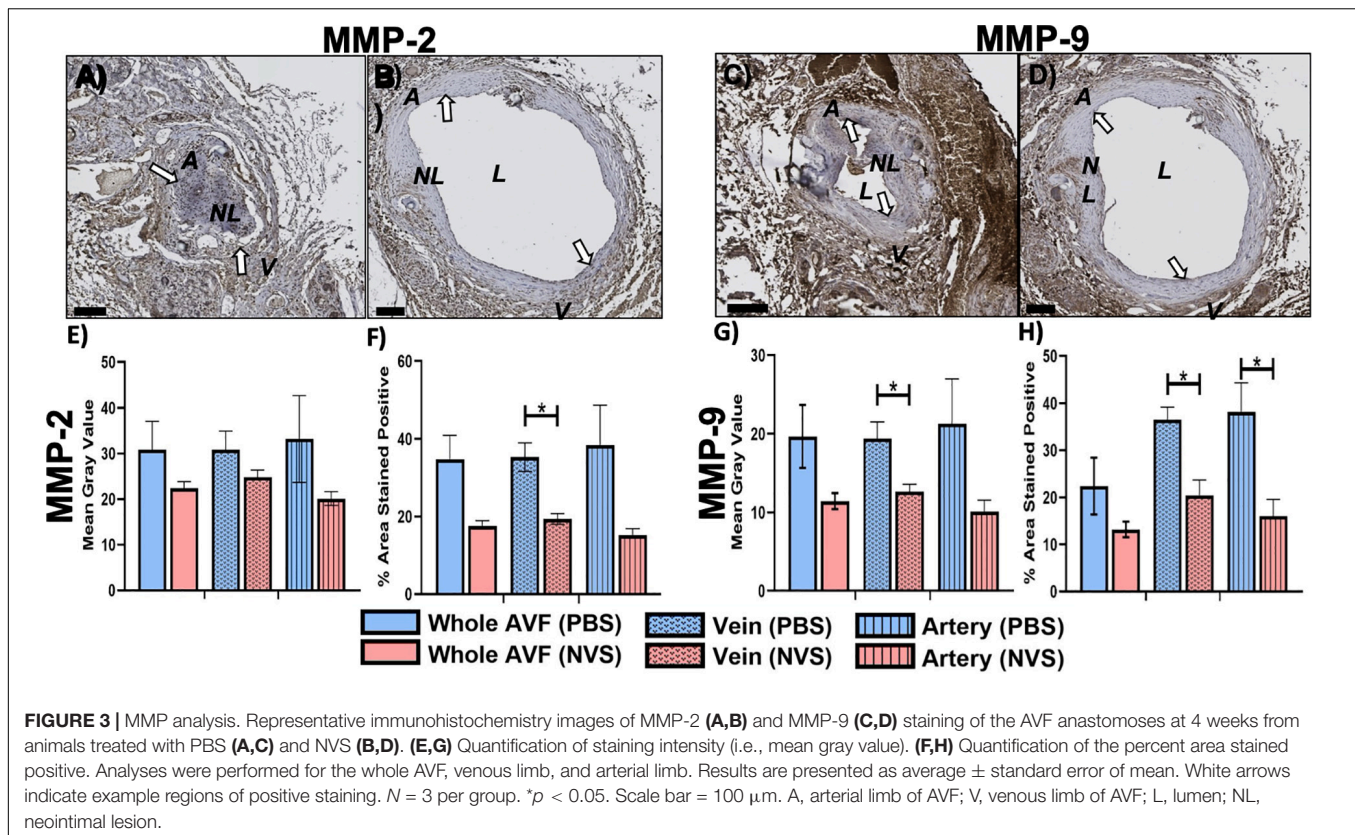 MMP-2
MMP-9
A)
A
NL
V
B)
)
A
NL
L
V
C)
A
NL
L
V
D)
A
N
L
L
V
E)
MMP-2
Mean Gray Value
50
40
30
20
10
0
F)
% Area Stained Positive
60
40
20
0
*
G)
MMP-9
Mean Gray Value
30
20
10
0
*
H)
% Area Stained Positive
50
40
30
20
10
0
*
*
Whole AVF (PBS) Vein (PBS) Artery (PBS)
Whole AVF (NVS) Vein (NVS) Artery (NVS)
FIGURE 3 | MMP analysis. Representative immunohistochemistry images of MMP-2 (A,B) and MMP-9 (C,D) staining of the AVF anastomoses at 4 weeks from
animals treated with PBS (A,C) and NVS (B,D). (E,G) Quantification of staining intensity (i.e., mean gray value). (F,H) Quantification of the percent area stained
positive. Analyses were performed for the whole AVF, venous limb, and arterial limb. Results are presented as average ± standard error of mean. White arrows
indicate example regions of positive staining. N = 3 per group. *p < 0.05. Scale bar = 100 μm. A, arterial limb of AVF; V, venous limb of AVF; L, lumen; NL,
neointimal lesion.